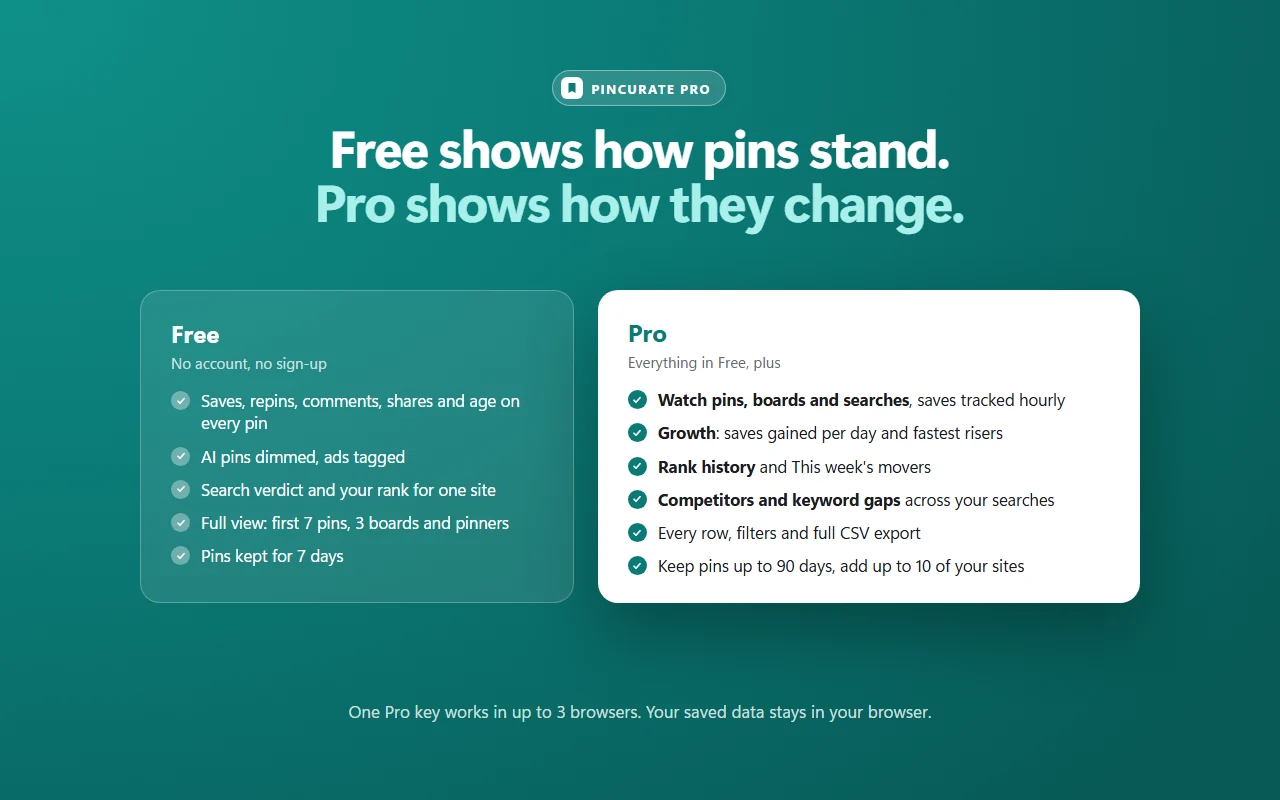 PINCURATE PRO
Free shows how pins stand.
Pro shows how they change.
Free
No account, no sign-up
Saves, repins, comments, shares and age on
every pin
AI pins dimmed, ads tagged
Search verdict and your rank for one site
Full view: first 7 pins, 3 boards and pinners
Pins kept for 7 days
Pro
Everything in Free, plus
Watch pins, boards and searches, saves tracked hourly
Growth: saves gained per day and fastest risers
Rank history and This week's movers
Competitors and keyword gaps across your searches
Every row, filters and full CSV export
Keep pins up to 90 days, add up to 10 of your sites
One Pro key works in up to 3 browsers. Your saved data stays in your browser.